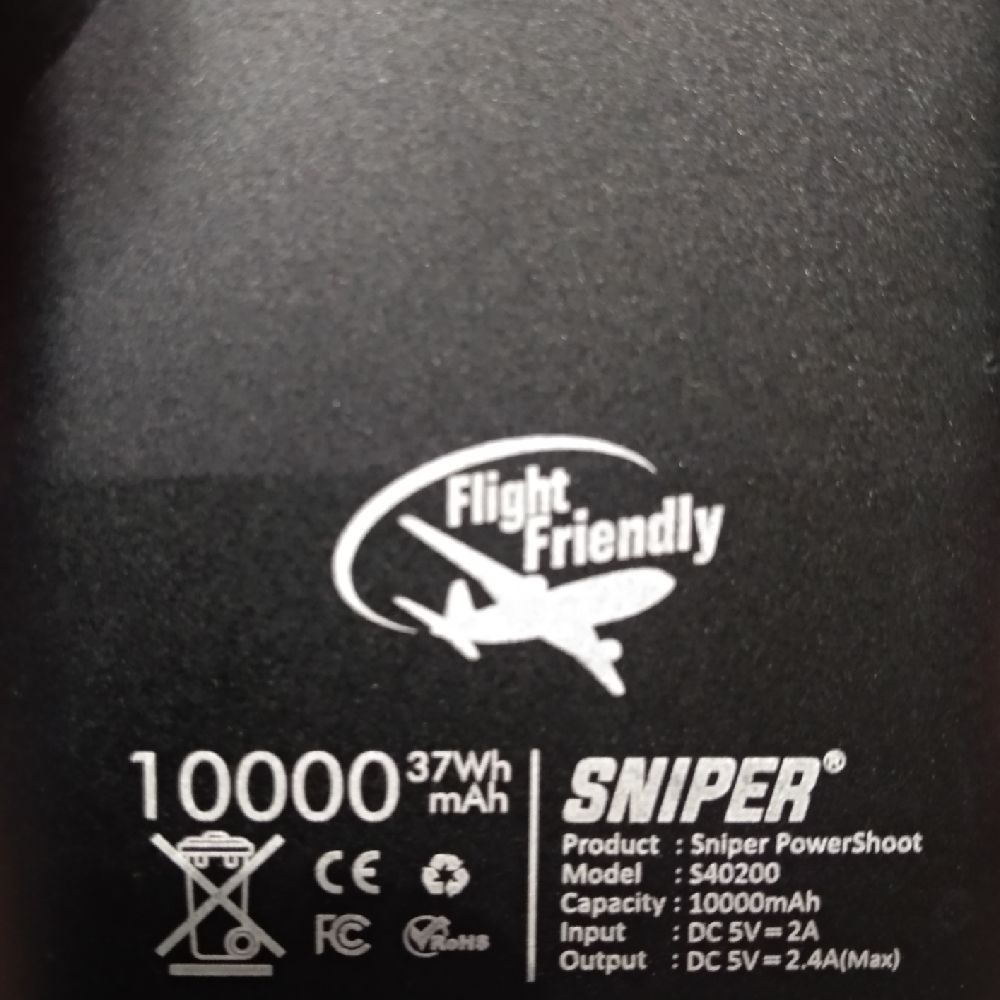 Flight
Friendly
10000 37Wh
mAh
CE
FC
RoHS
SNIPER®
Product : Sniper PowerShoot
Model : S40200
Capacity : 10000mAh
Input : DC 5V=2A
Output : DC 5V=2.4A(Max)